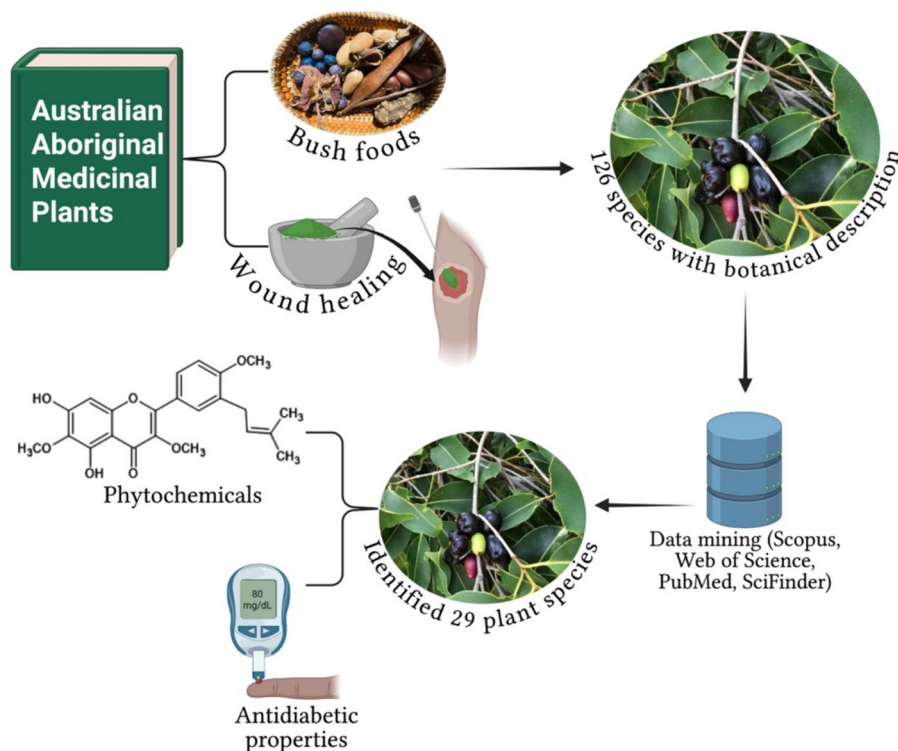 Australian
Aboriginal
Medicinal
Plants
Bush foods
Wound healing
126 species with botanical description
Data mining (Scopus,
Web of Science,
PubMed, SciFinder)
Identified 29 plant species
OCH3
HO
O
H3CO
OCH3
CH3
CH3
OH
O
Phytochemicals
80
mg/dL
Antidiabetic
properties